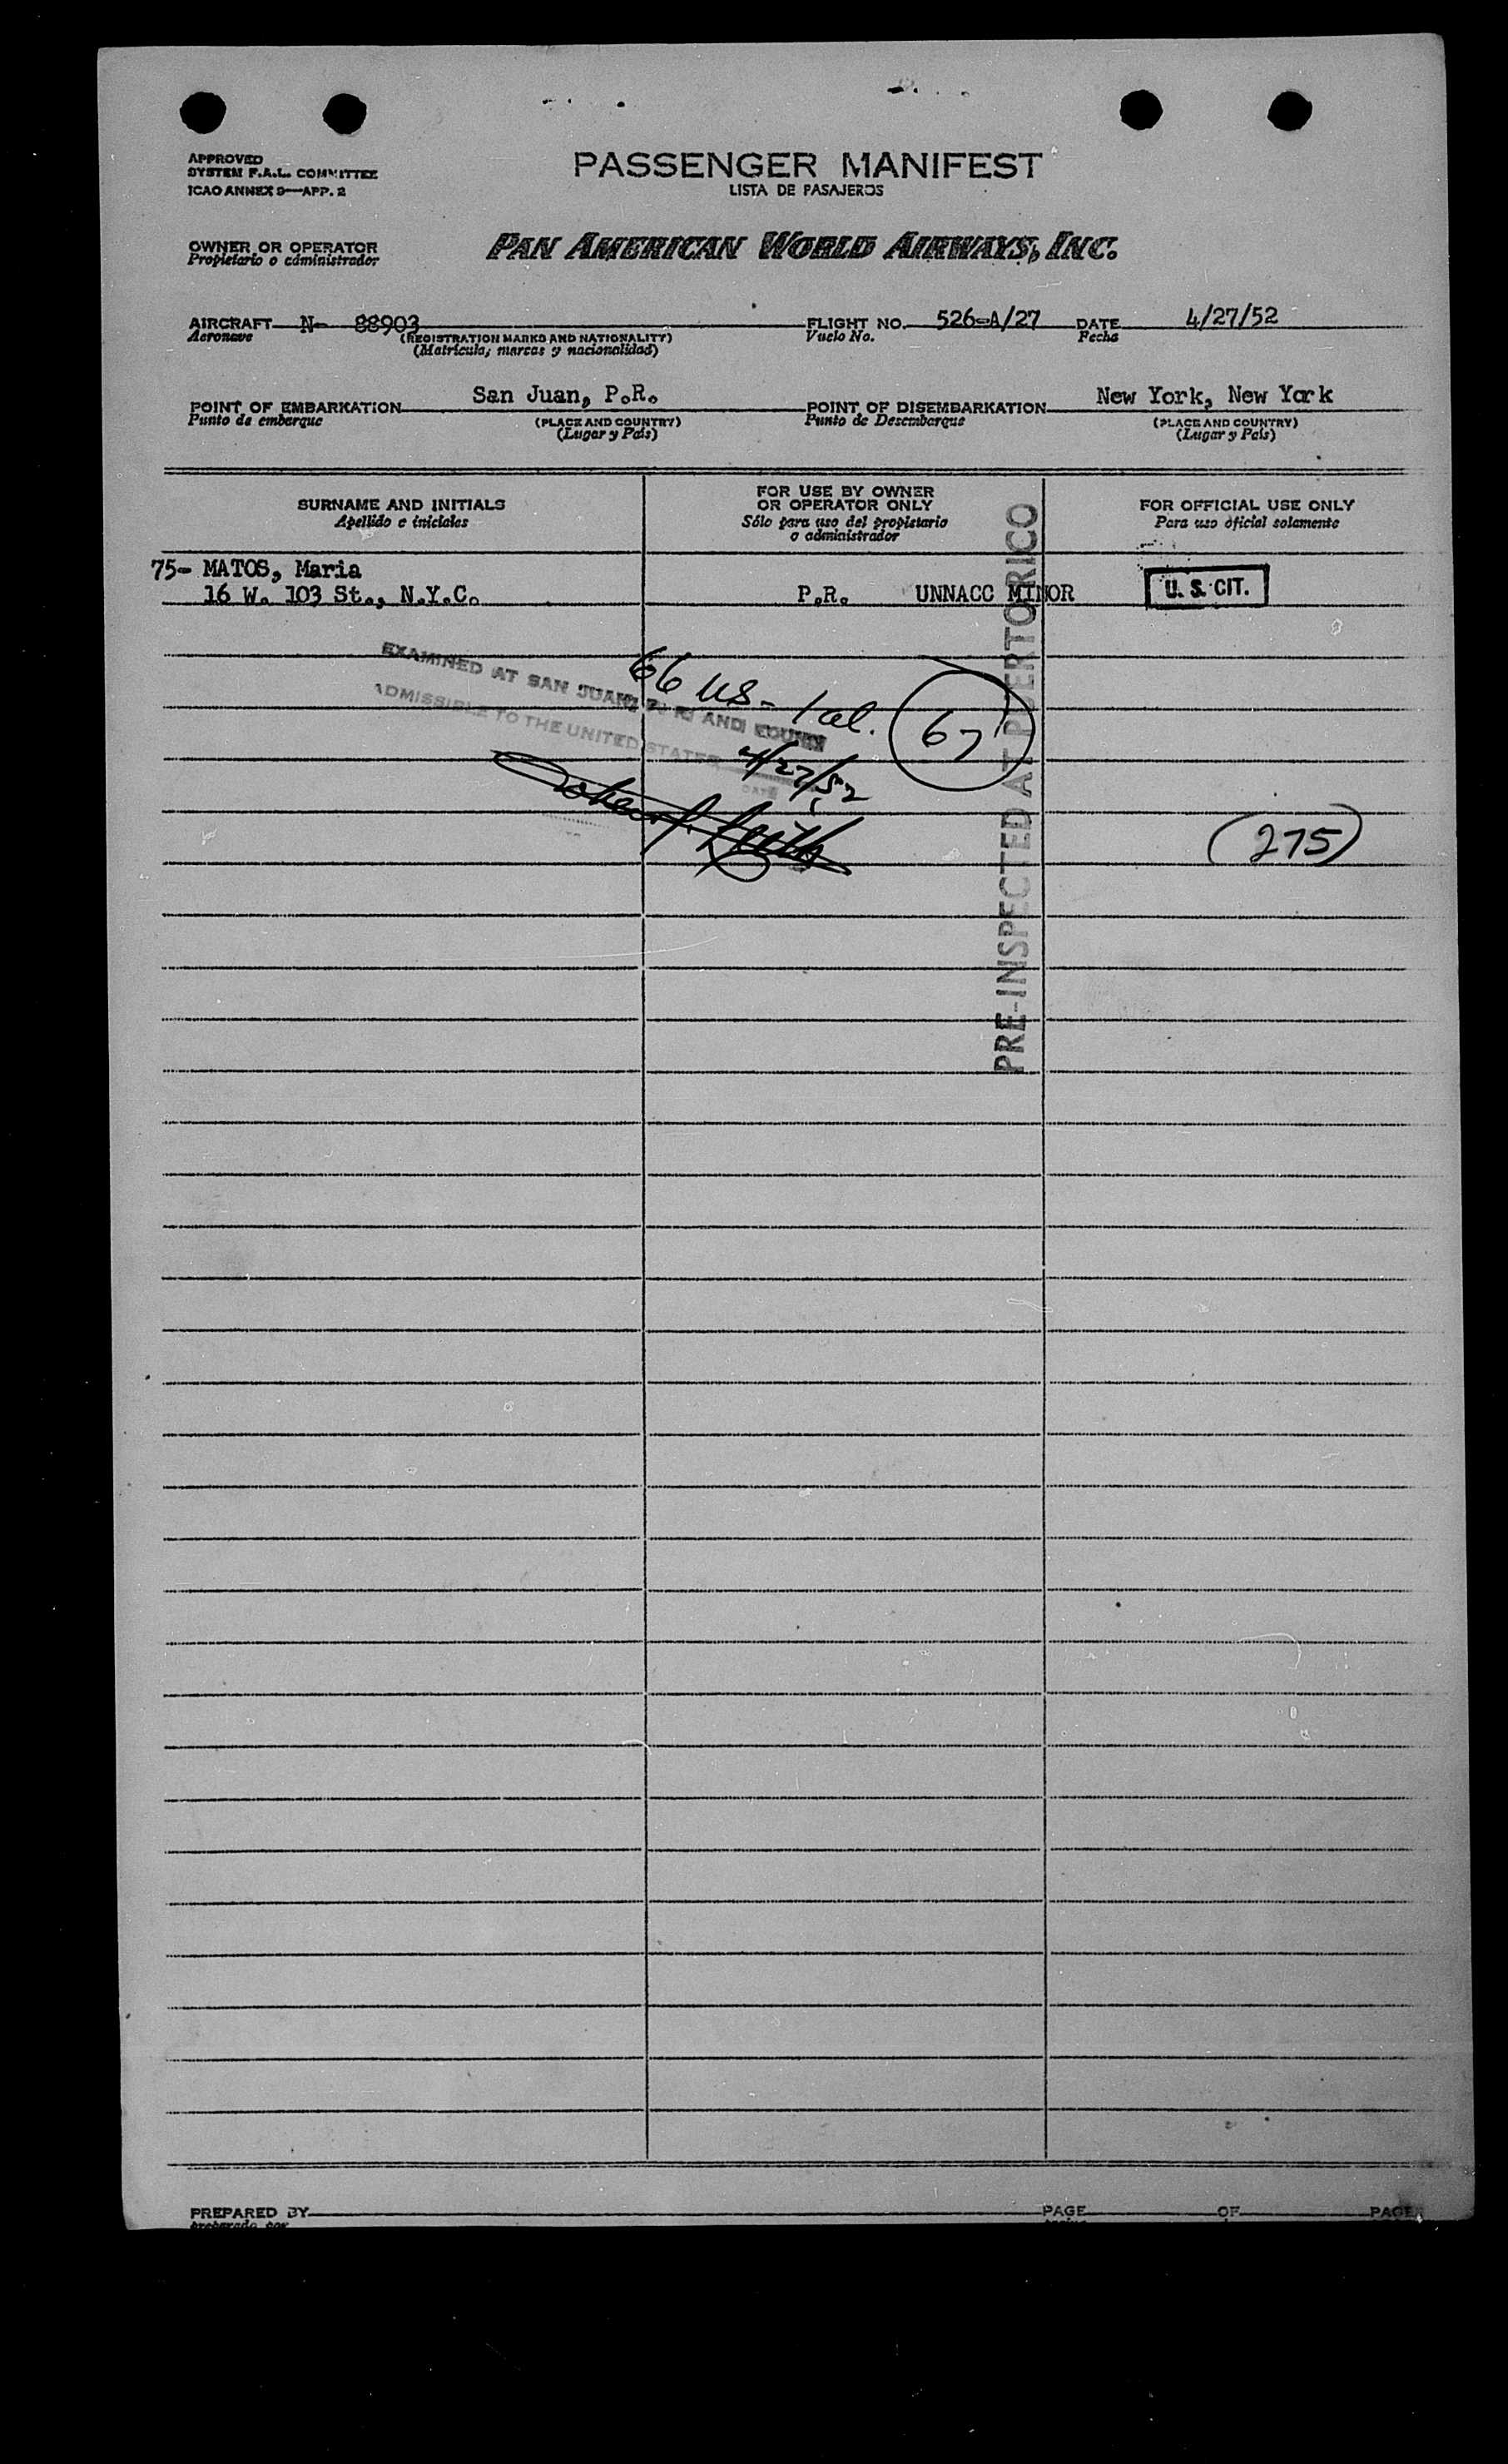 APPROVED
SYSTEM F.A.L. COMMITTEE
ICAO ANNEX 9—APP. 2
PASSENGER MANIFEST
LISTA DE PASAJEROS
OWNER OR OPERATOR
Propietario o administrador
PAN AMERICAN WORLD AIRWAYS, INC.
AIRCRAFT N- 88903 FLIGHT NO. 526-A/27 DATE 4/27/52
Aeronave (REGISTRATION MARKS AND NATIONALITY) Vuelo No. Fecha
(Matrícula; marcas y nacionalidad)
POINT OF EMBARKATION San Juan, P.R. POINT OF DISEMBARKATION New York, New York
Punto de embarque (PLACE AND COUNTRY) Punto de Desembarque (PLACE AND COUNTRY)
(Lugar y País) (Lugar y País)
SURNAME AND INITIALS
Apellido e iniciales
FOR USE BY OWNER
OR OPERATOR ONLY
Sólo para uso del propietario
o administrador
FOR OFFICIAL USE ONLY
Para uso oficial solamente
75- MATOS, Maria
16 W. 103 St., N.Y.C. P.R. UNNACC MINOR U. S. CIT.
EXAMINED AT SAN JUAN, P. R. AND FOUND
ADMISSIBLE TO THE UNITED STATES
DATE
66 US - 1 al. 67
4/27/52
(275)
PRE-INSPECTED AT PUERTO RICO
PREPARED BY PAGE OF PAGES
preparado por